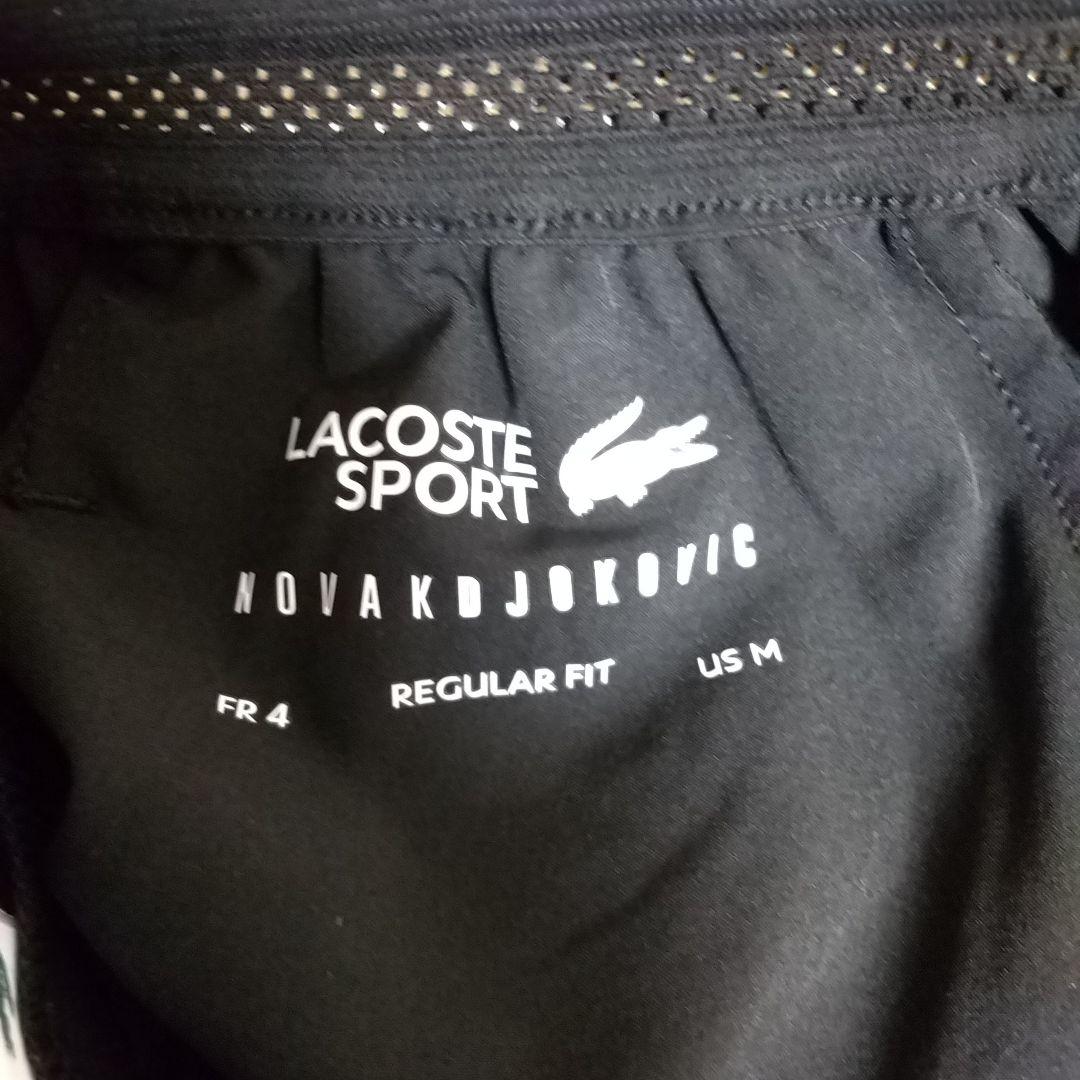 LACOSTE
SPORT
NOVAK DJOKOVIC
FR 4 REGULAR FIT US M